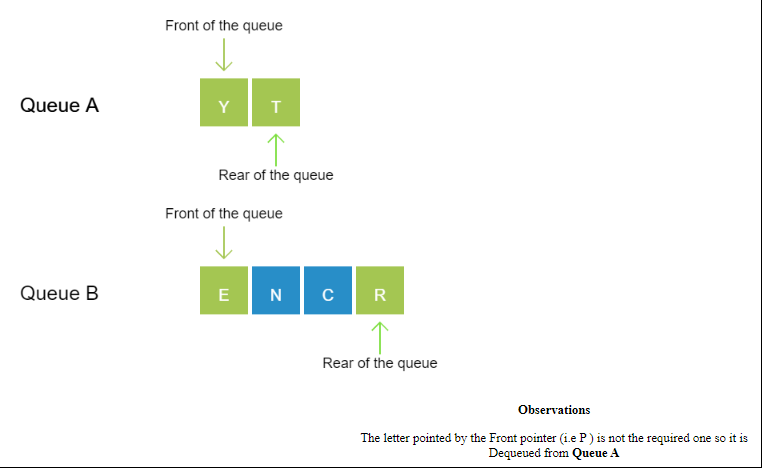 Front of the queue
Queue A
Y T
Rear of the queue
Front of the queue
Queue B
E N C R
Rear of the queue
Observations
The letter pointed by the Front pointer (i.e P ) is not the required one so it is
Dequeued from Queue A